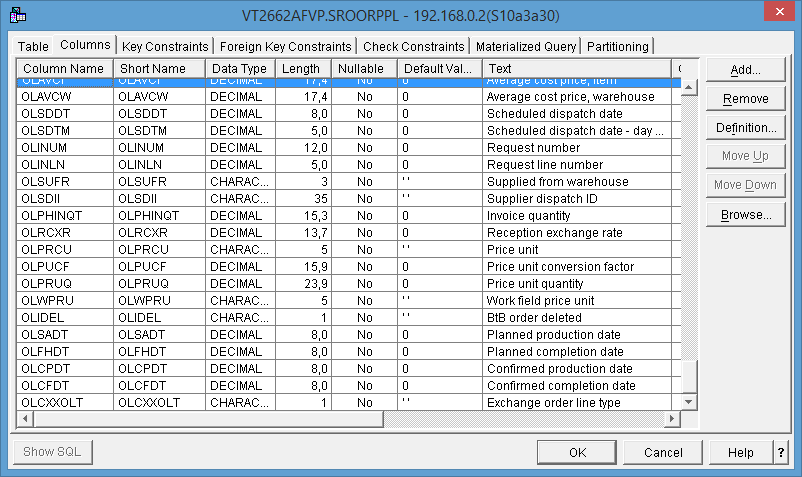 VT2662AFVP.SROORPPL - 192.168.0.2(S10a3a30)
Table Columns Key Constraints Foreign Key Constraints Check Constraints Materialized Query Partitioning
Column Name Short Name Data Type Length Nullable Default Val... Text
OLAVCI OLAVCI DECIMAL 17,4 No 0 Average cost price, item
OLAVCW OLAVCW DECIMAL 17,4 No 0 Average cost price, warehouse
OLSDDT OLSDDT DECIMAL 8,0 No 0 Scheduled dispatch date
OLSDTM OLSDTM DECIMAL 5,0 No 0 Scheduled dispatch date - day ...
OLINUM OLINUM DECIMAL 12,0 No 0 Request number
OLINLN OLINLN DECIMAL 5,0 No 0 Request line number
OLSUFR OLSUFR CHARAC... 3 No ' ' Supplied from warehouse
OLSDII OLSDII CHARAC... 35 No ' ' Supplier dispatch ID
OLPHINQT OLPHINQT DECIMAL 15,3 No 0 Invoice quantity
OLRCXR OLRCXR DECIMAL 13,7 No 0 Reception exchange rate
OLPRCU OLPRCU CHARAC... 5 No ' ' Price unit
OLPUCF OLPUCF DECIMAL 15,9 No 0 Price unit conversion factor
OLPRUQ OLPRUQ DECIMAL 23,9 No 0 Price unit quantity
OLWPRU OLWPRU CHARAC... 5 No ' ' Work field price unit
OLIDEL OLIDEL CHARAC... 1 No ' ' BtB order deleted
OLSADT OLSADT DECIMAL 8,0 No 0 Planned production date
OLFHDT OLFHDT DECIMAL 8,0 No 0 Planned completion date
OLCPDT OLCPDT DECIMAL 8,0 No 0 Confirmed production date
OLCFDT OLCFDT DECIMAL 8,0 No 0 Confirmed completion date
OLCXXOLT OLCXXOLT CHARAC... 1 No ' ' Exchange order line type
Add...
Remove
Definition...
Move Up
Move Down
Browse...
Show SQL OK Cancel Help ?